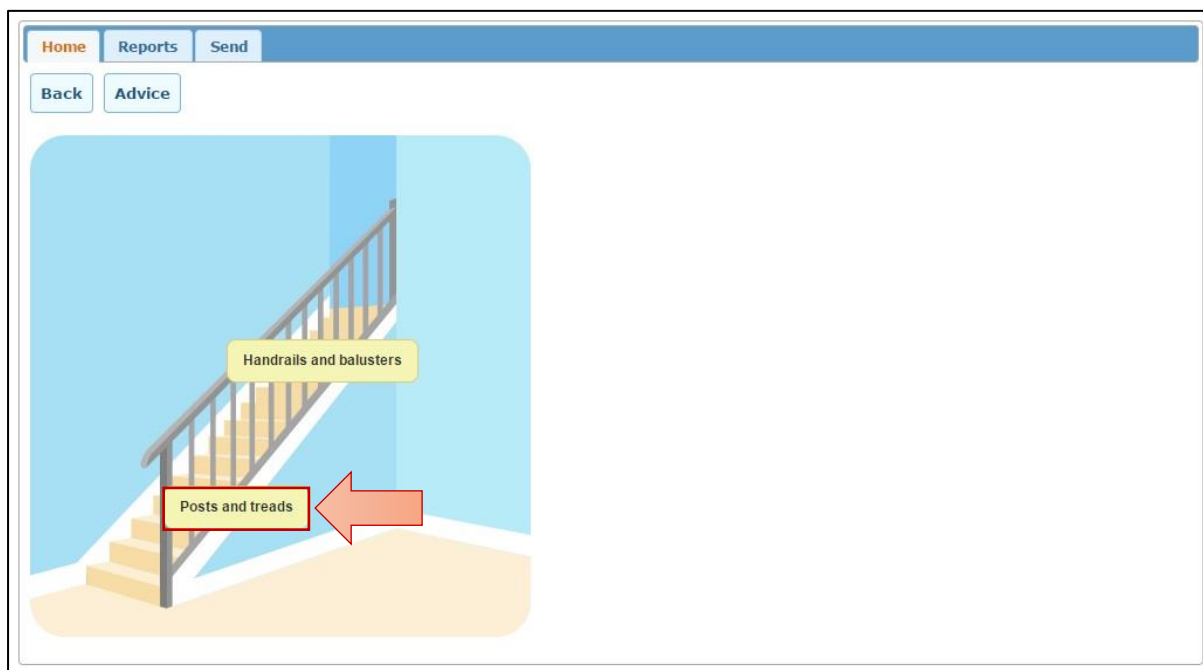 Home Reports Send
Back Advice
Handrails and balusters
Posts and treads